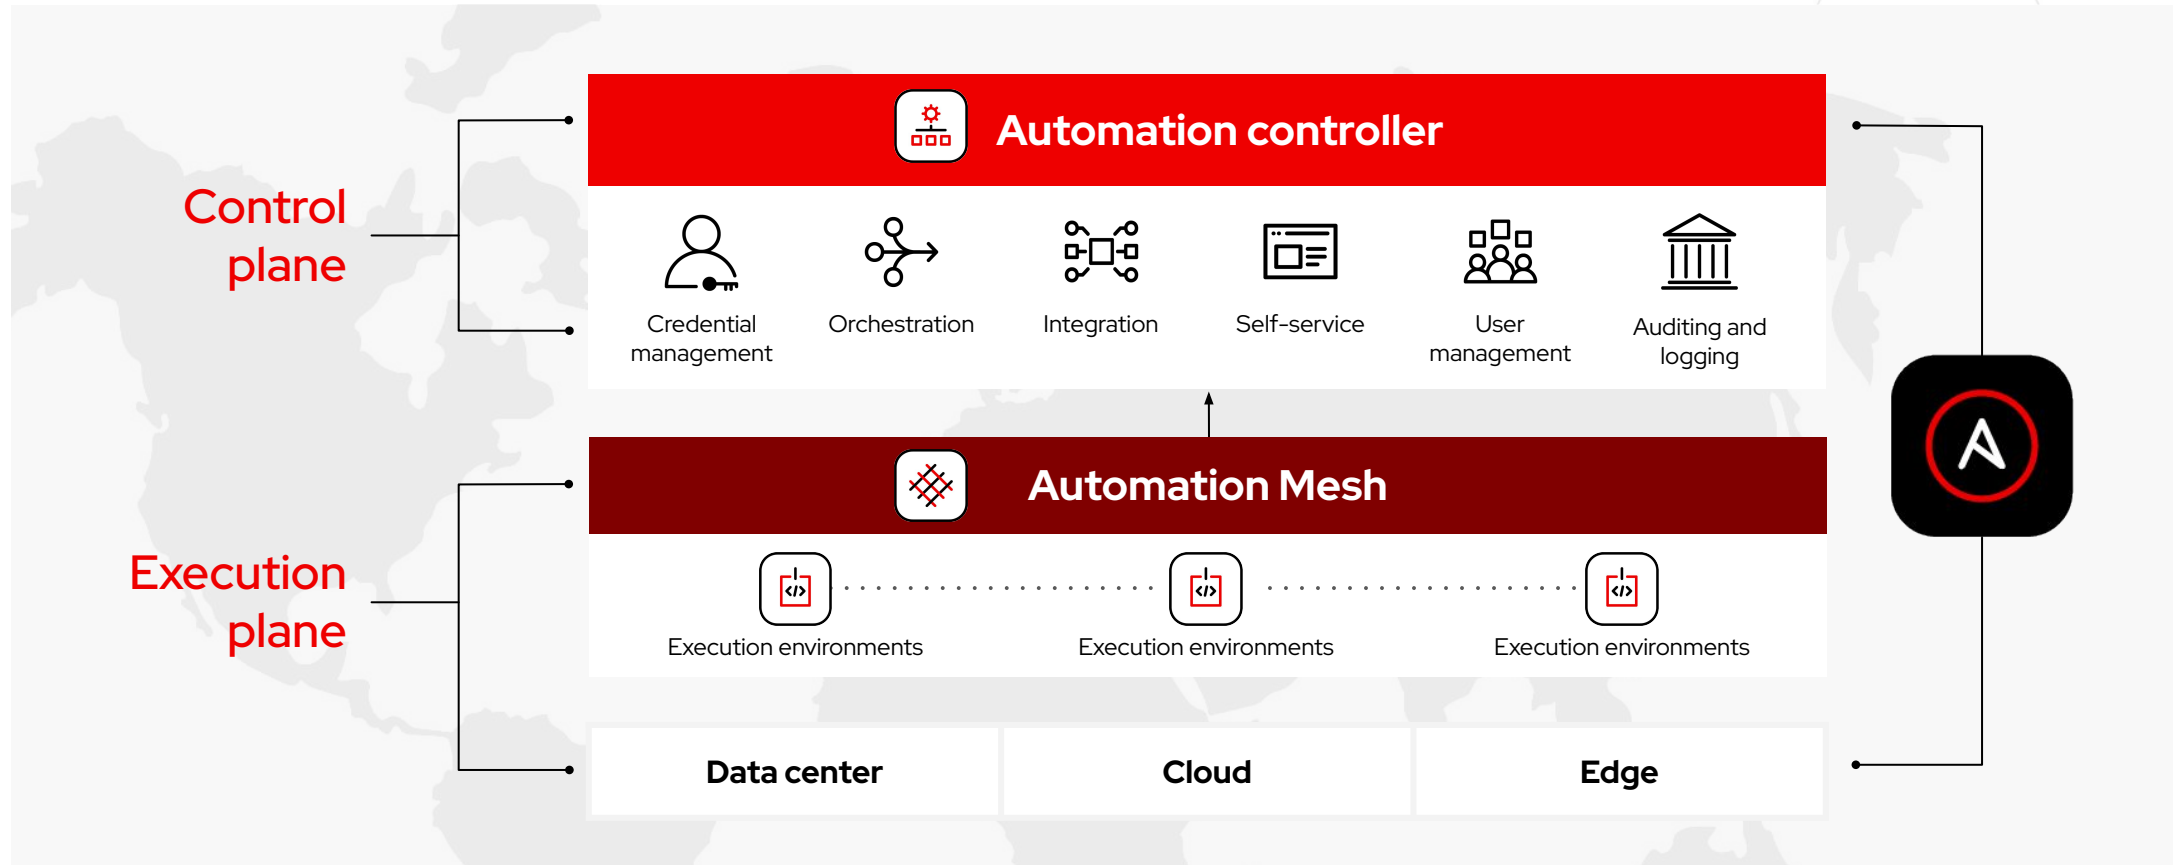 Automation controller
Control
plane
Credential
management
Orchestration
Integration
Self-service
User
management
Auditing and
logging
Automation Mesh
Execution
plane
Execution environments
Execution environments
Execution environments
Data center
Cloud
Edge